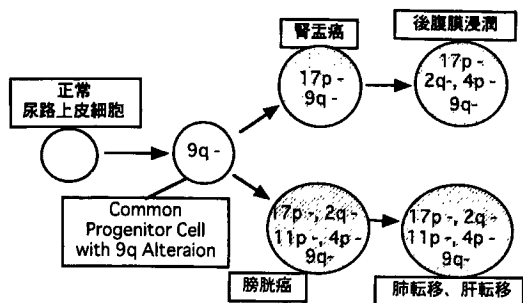 正常
尿路上皮細胞
9q -
Common
Progenitor Cell
with 9q Alteraion
腎盂癌
17p -
9q -
後腹膜浸潤
17p -
2q-, 4p -
9q-
17p -, 2q -
11p -, 4p -
9q-
膀胱癌
17p -, 2q -
11p -, 4p -
9q-
肺転移、肝転移